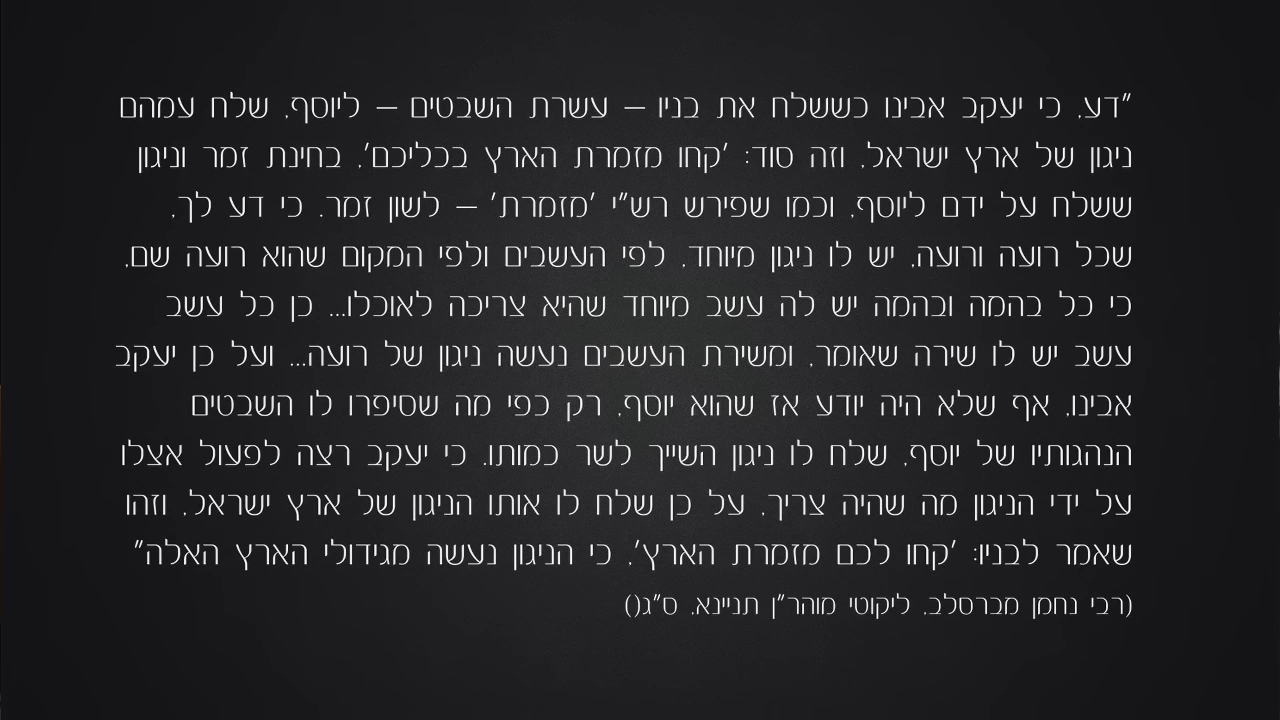 "דע, כי יעקב אבינו כששלח את בניו – עשרת השבטים – ליוסף, שלח עמהם
ניגון של ארץ ישראל, וזה סוד: 'קחו מזמרת הארץ בכליכם', בחינת זמר וניגון
ששלח על ידם ליוסף, וכמו שפירש רש"י 'מזמרת' – לשון זמר. כי דע לך,
שכל רועה ורועה, יש לו ניגון מיוחד, לפי העשבים ולפי המקום שהוא רועה שם,
כי כל בהמה ובהמה יש לה עשב מיוחד שהיא צריכה לאוכלו... כן כל עשב
עשב יש לו שירה שאומר, ומשירת העשבים נעשה ניגון של רועה... ועל כן יעקב
אבינו, אף שלא היה יודע אז שהוא יוסף, רק כפי מה שסיפרו לו השבטים
הנהגותיו של יוסף, שלח לו ניגון השייך לשר כמותו. כי יעקב רצה לפעול אצלו
על ידי הניגון מה שהיה צריך, על כן שלח לו אותו הניגון של ארץ ישראל, וזהו
שאמר לבניו: 'קחו לכם מזמרת הארץ', כי הניגון נעשה מגידולי הארץ האלה"
(רבי נחמן מברסלב, ליקוטי מוהר"ן תניינא, ס"ג()